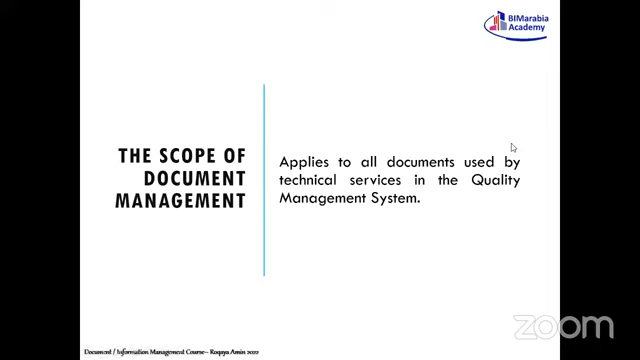 BIMarabia
Academy
THE SCOPE OF
DOCUMENT
MANAGEMENT
Applies to all documents used by
technical services in the Quality
Management System.
Document / Information Management Course– Roqaya Amin 2022
zoom